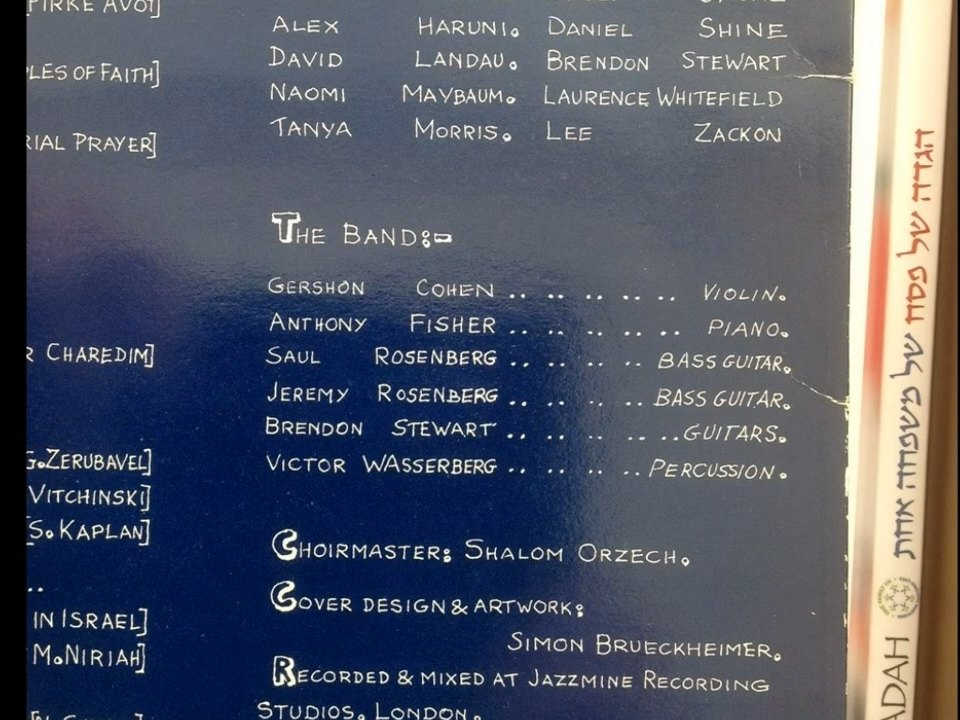 PIRKE AVOT]
LES OF FAITH]
RIAL PRAYER]
R CHAREDIM]
G. ZERUBAVEL]
VITCHINSKI]
[S. KAPLAN]
..
IN ISRAEL]
M. NIRIAH]
ALEX HARUNI. DANIEL SHINE
DAVID LANDAU. BRENDON STEWART
NAOMI MAYBAUM. LAURENCE WHITEFIELD
TANYA MORRIS. LEE ZACKON
THE BAND:-
GERSHON COHEN .. .. .. .. .. VIOLIN.
ANTHONY FISHER .. .. .. .. .. PIANO.
SAUL ROSENBERG .. .. .. .. BASS GUITAR.
JEREMY ROSENBERG .. .. .. .. BASS GUITAR.
BRENDON STEWART .. .. .. .. .. GUITARS.
VICTOR WASSERBERG .. .. .. .. PERCUSSION.
CHOIRMASTER: SHALOM ORZECH.
COVER DESIGN & ARTWORK:
SIMON BRUECKHEIMER.
RECORDED & MIXED AT JAZZMINE RECORDING
STUDIOS. LONDON.
הגדה של פסח של משפחה אחת
ADAH